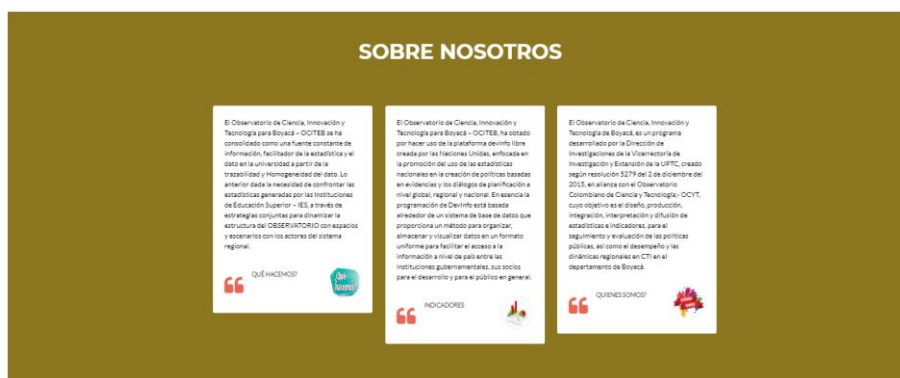 SOBRE NOSOTROS
El Observatorio de Ciencia, Innovación y
Tecnología para Boyacá – OCITEB se ha
consolidado como una fuente constante de
información, facilitador de la estadística y el
dato en la universidad a partir de la
trazabilidad y Homogeneidad del dato. Lo
anterior dada la necesidad de confrontar las
estadísticas generadas por las Instituciones
de Educación Superior – IES, a través de
estrategias conjuntas para dinamizar la
estructura del OBSERVATORIO con espacios
y escenarios con los actores del sistema
regional.
QUÉ HACEMOS?
¿Qué
hacemos?
El Observatorio de Ciencia, Innovación y
Tecnología para Boyacá – OCITEB, ha obtado
por hacer uso de la plataforma devinfo libre
creada por las Naciones Unidas, enfocada en
la promoción del uso de las estadísticas
nacionales en la creación de políticas basadas
en evidencias y los diálogos de planificación a
nivel global, regional y nacional. En esencia la
programación de DevInfo está basada
alrededor de un sistema de base de datos que
proporciona un método para organizar,
almacenar y visualizar datos en un formato
uniforme para facilitar el acceso a la
información a nivel de país entre las
instituciones gubernamentales, sus socios
para el desarrollo y para el público en general.
INDICADORES
El Observatorio de Ciencia, Innovación y
Tecnología de Boyacá, es un programa
desarrollado por la Dirección de
Investigaciones de la Vicerrectoría de
Investigación y Extensión de la UPTC, creado
según resolución 5279 del 2 de diciembre del
2015, en alianza con el Observatorio
Colombiano de Ciencia y Tecnología;- OCYT,
cuyo objetivo es el diseño, producción,
integración, interpretación y difusión de
estadísticas e indicadores, para el
seguimiento y evaluación de las políticas
públicas, así como el desempeño y las
dinámicas regionales en CTI en el
departamento de Boyacá.
QUIENES SOMOS?